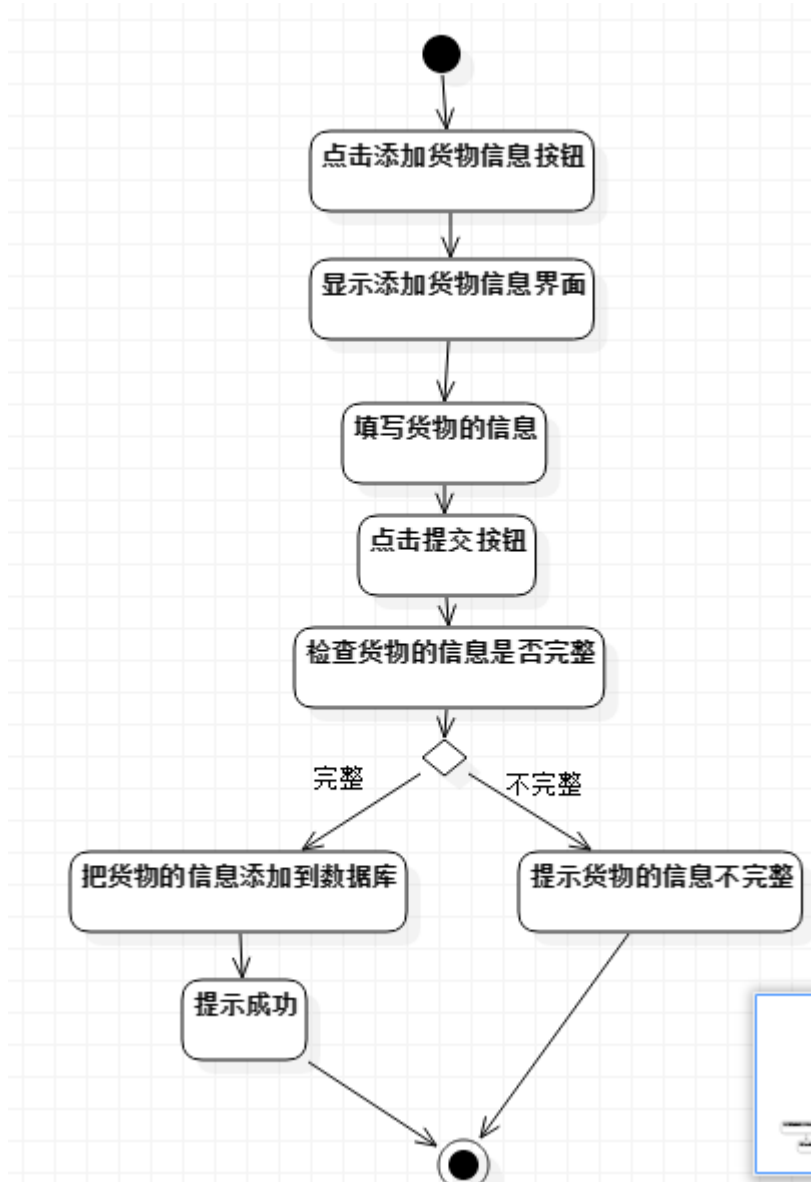 点击添加货物信息按钮
显示添加货物信息界面
填写货物的信息
点击提交按钮
检查货物的信息是否完整
完整
不完整
把货物的信息添加到数据库
提示货物的信息不完整
提示成功